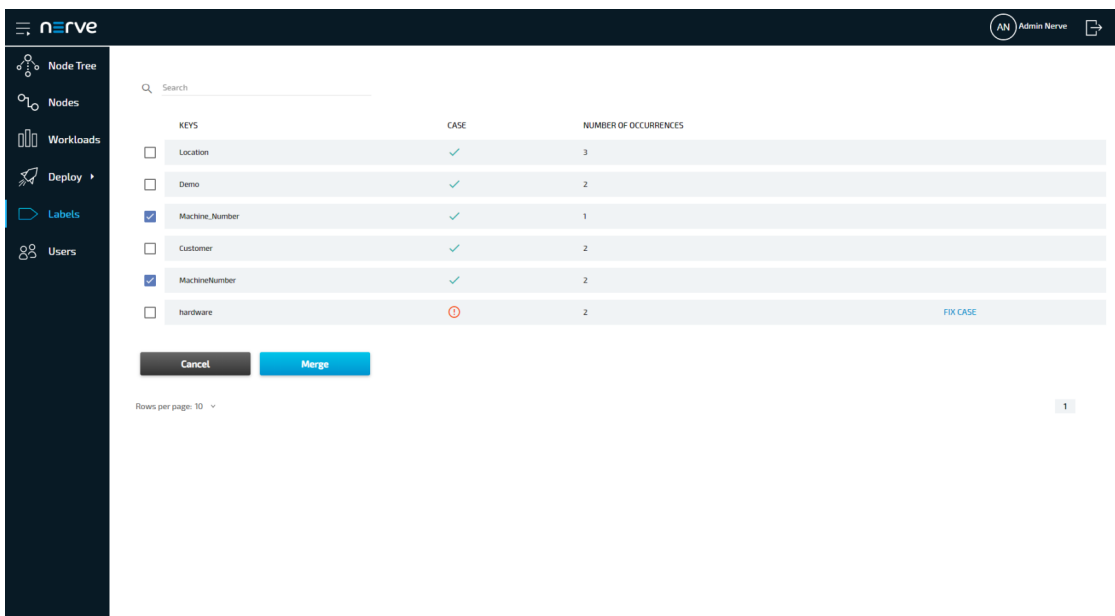 nerve
AN Admin Nerve
Node Tree
Nodes
Workloads
Deploy
Labels
Users
Search
KEYS CASE NUMBER OF OCCURRENCES
Location 3
Demo 2
Machine_Number 1
Customer 2
MachineNumber 2
hardware 2 FIX CASE
Cancel Merge
Rows per page: 10 1